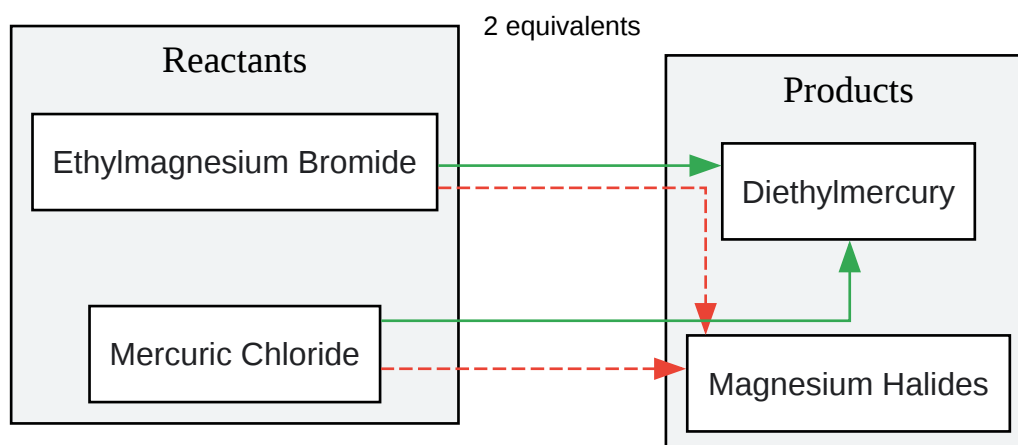 2 equivalents
Reactants
Ethylmagnesium Bromide
Mercuric Chloride
Products
Diethylmercury
Magnesium Halides